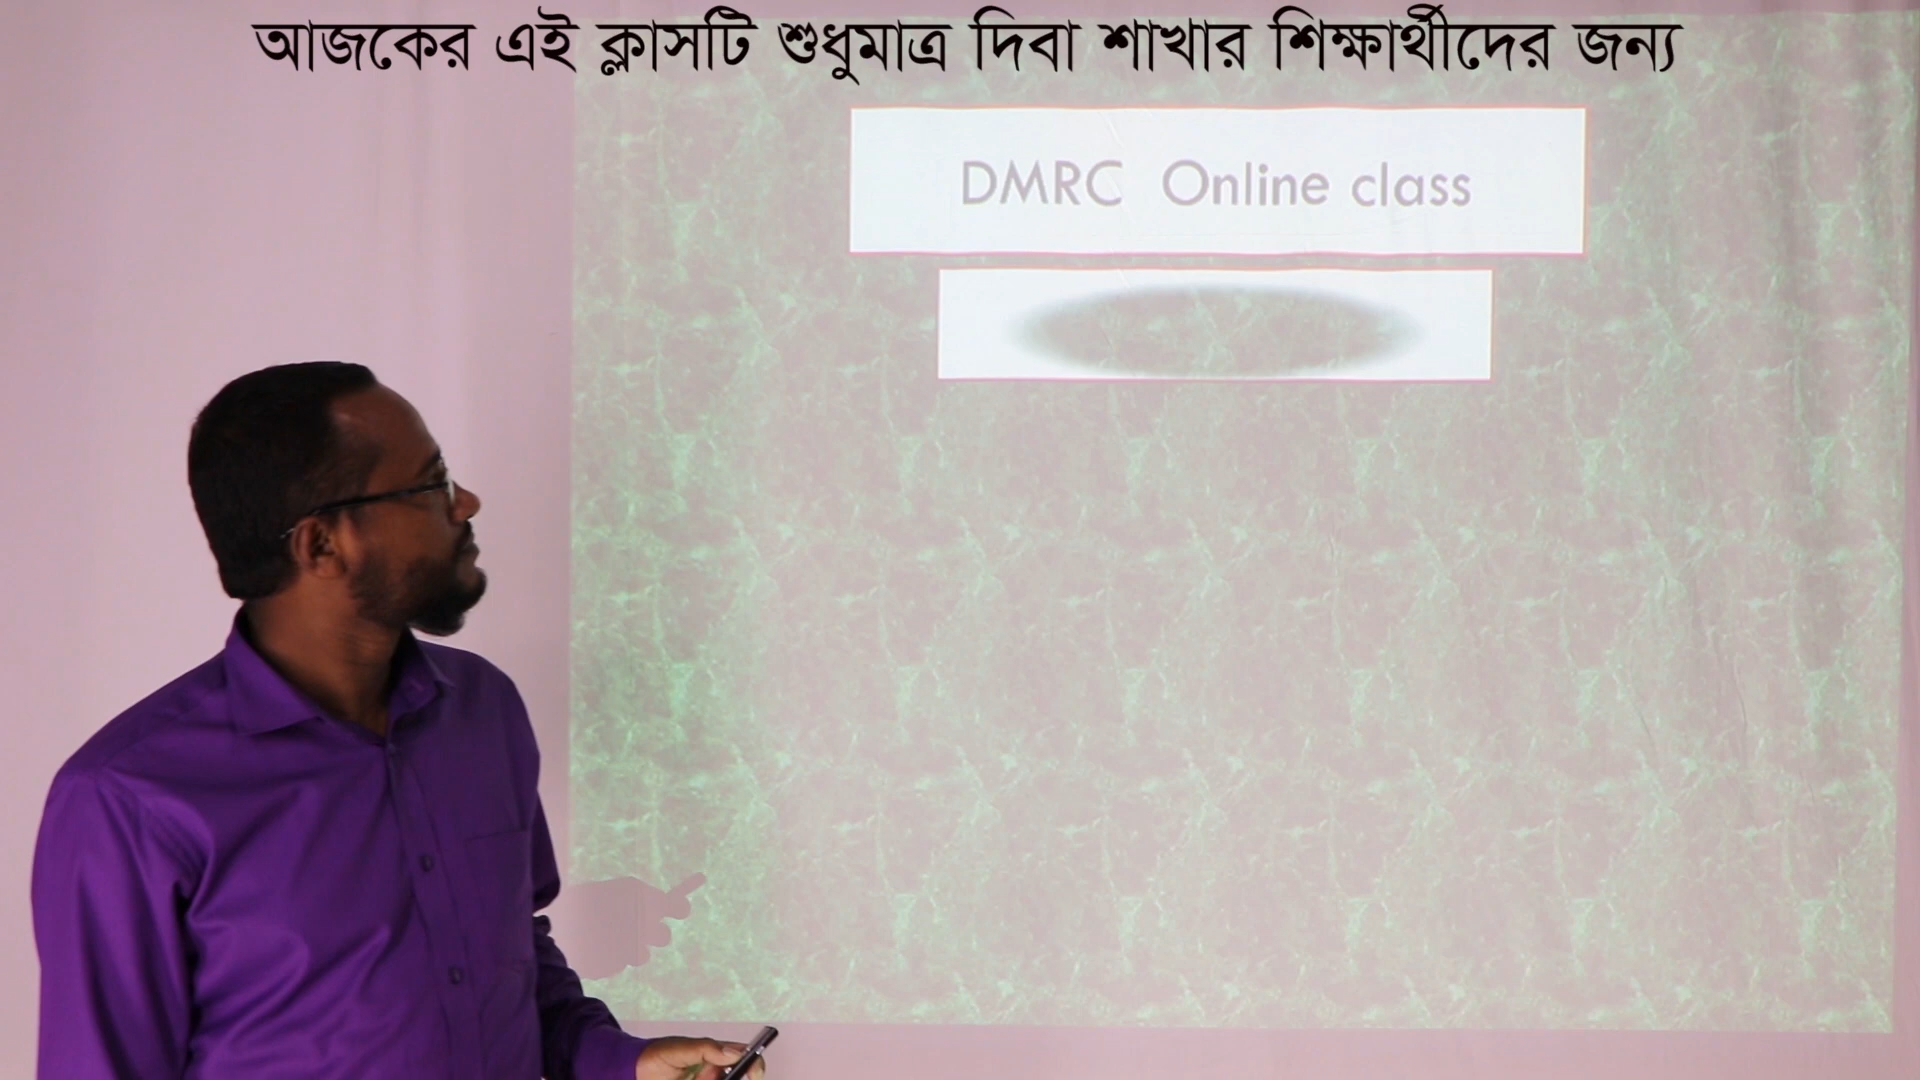 আজকের এই ক্লাসটি শুধুমাত্র দিবা শাখার শিক্ষার্থীদের জন্য
DMRC Online class